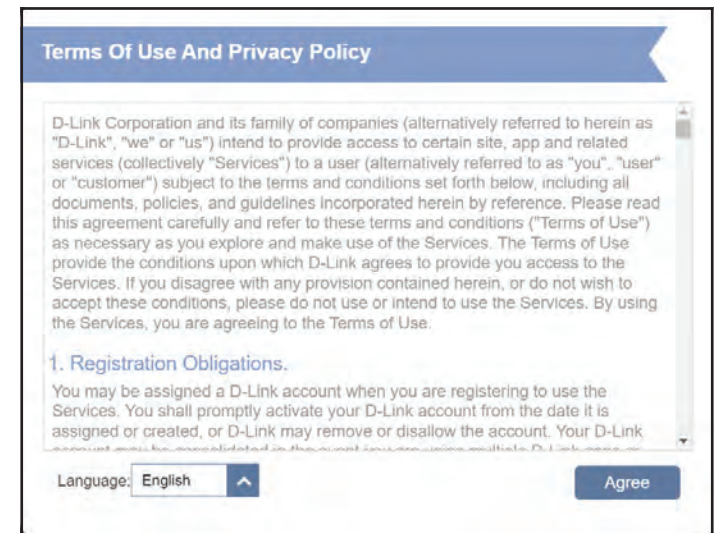 Terms Of Use And Privacy Policy
D-Link Corporation and its family of companies (alternatively referred to herein as
"D-Link", "we" or "us") intend to provide access to certain site, app and related
services (collectively "Services") to a user (alternatively referred to as "you", "user"
or "customer") subject to the terms and conditions set forth below, including all
documents, policies, and guidelines incorporated herein by reference. Please read
this agreement carefully and refer to these terms and conditions ("Terms of Use")
as necessary as you explore and make use of the Services. The Terms of Use
provide the conditions upon which D-Link agrees to provide you access to the
Services. If you disagree with any provision contained herein, or do not wish to
accept these conditions, please do not use or intend to use the Services. By using
the Services, you are agreeing to the Terms of Use.
1. Registration Obligations.
You may be assigned a D-Link account when you are registering to use the
Services. You shall promptly activate your D-Link account from the date it is
assigned or created, or D-Link may remove or disallow the account. Your D-Link
Language: English
Agree